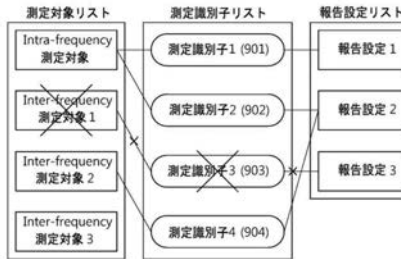 測定対象リスト
測定識別子リスト
報告設定リスト
Intra-frequency
測定対象
Inter-frequency
測定対象 1
Inter-frequency
測定対象 2
Inter-frequency
測定対象 3
測定識別子1 (901)
測定識別子2 (902)
測定識別子3 (903)
測定識別子4 (904)
報告設定 1
報告設定 2
報告設定 3